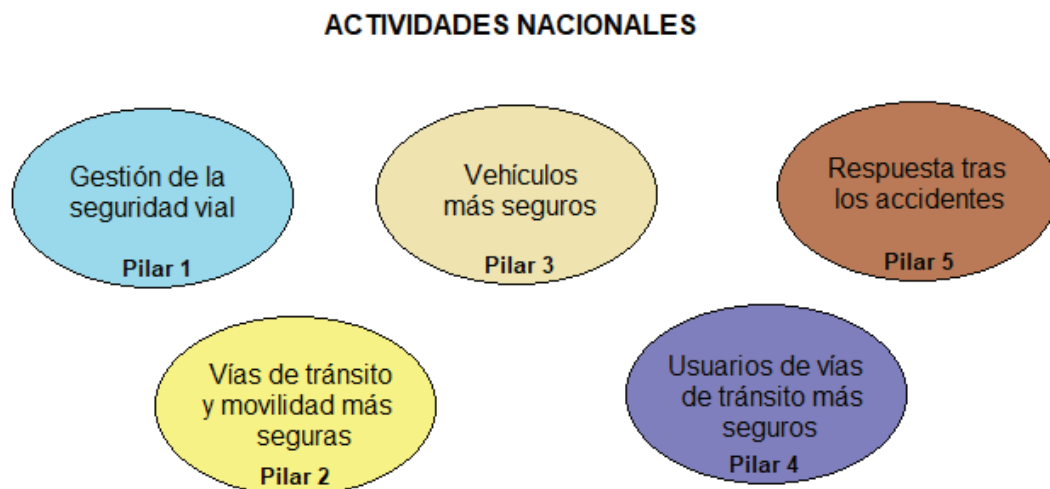 ACTIVIDADES NACIONALES
Gestión de la
seguridad vial
Pilar 1
Vehículos
más seguros
Pilar 3
Respuesta tras
los accidentes
Pilar 5
Vías de tránsito
y movilidad más
seguras
Pilar 2
Usuarios de vías
de tránsito más
seguros
Pilar 4